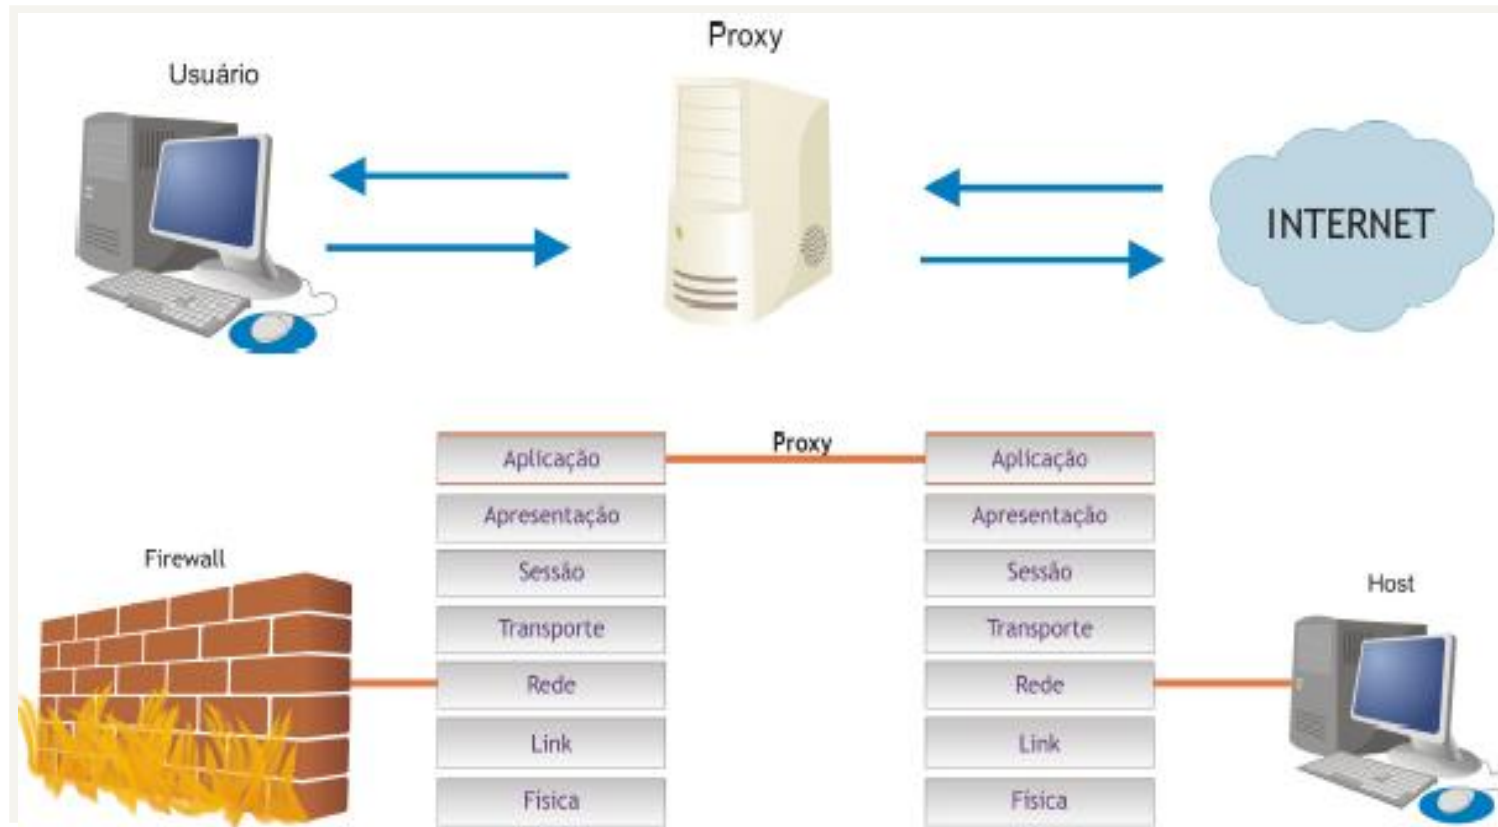 Proxy
Usuário
INTERNET
Proxy
Aplicação
Aplicação
Apresentação
Apresentação
Firewall
Sessão
Sessão
Host
Transporte
Transporte
Rede
Rede
Link
Link
Física
Física